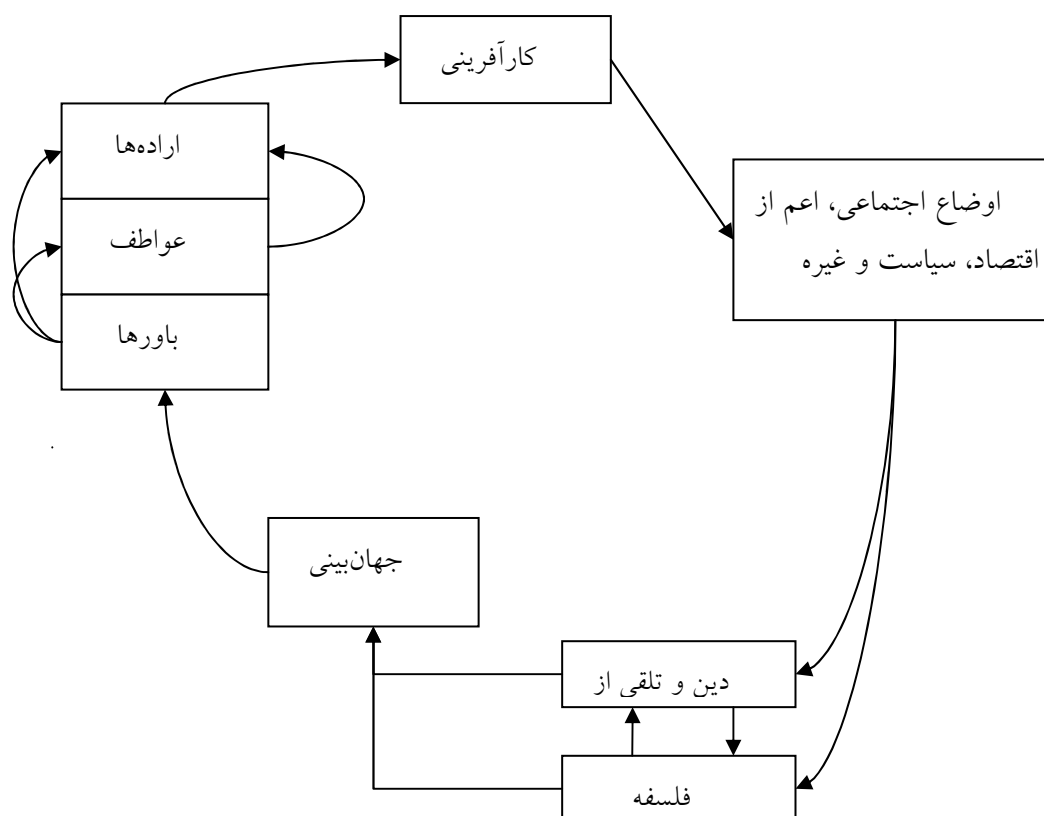 کارآفرینی
اراده‌ها
عواطف
باورها
اوضاع اجتماعی، اعم از
اقتصاد، سیاست و غیره
جهان‌بینی
دین و تلقی از
فلسفه